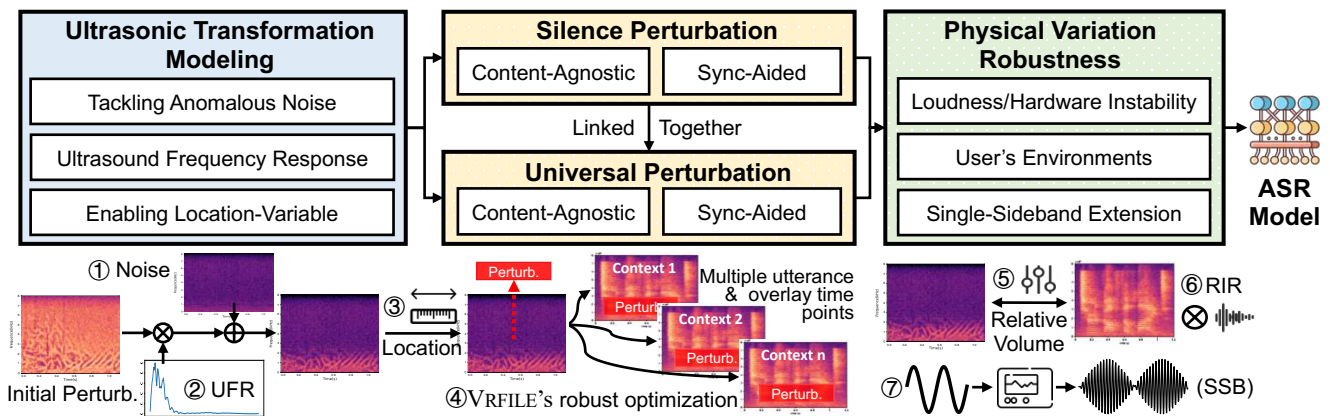 Ultrasonic Transformation
Modeling
Tackling Anomalous Noise
Ultrasound Frequency Response
Enabling Location-Variable
Silence Perturbation
Content-Agnostic
Sync-Aided
Linked Together
Universal Perturbation
Content-Agnostic
Sync-Aided
Physical Variation
Robustness
Loudness/Hardware Instability
User's Environments
Single-Sideband Extension
ASR
Model
① Noise
Initial Perturb.
② UFR
③
Location
Perturb.
④VRFILE's robust optimization
Context 1
Perturb.
Context 2
Perturb.
Context n
Perturb.
Multiple utterance
& overlay time
points
⑤
Relative
Volume
⑥ RIR
⑦
(SSB)